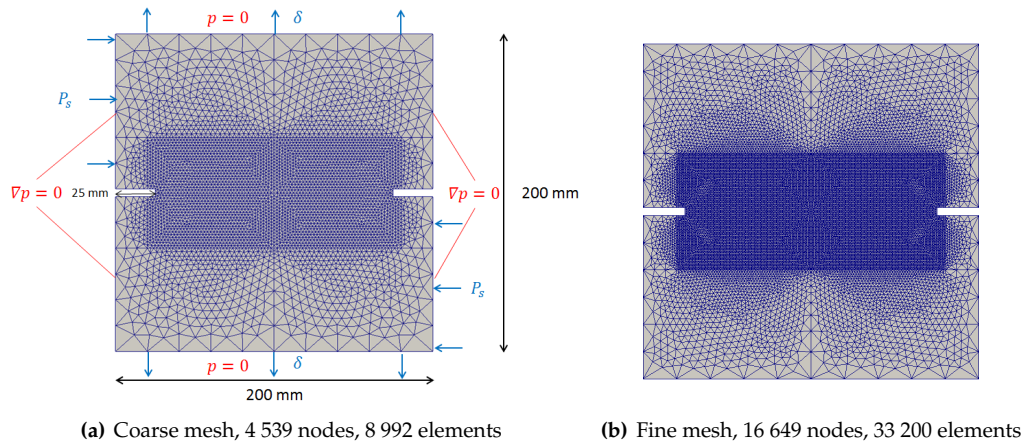 p = 0
δ
P_s
∇p = 0
25 mm
∇p = 0
200 mm
P_s
p = 0
δ
200 mm
(a) Coarse mesh, 4 539 nodes, 8 992 elements
(b) Fine mesh, 16 649 nodes, 33 200 elements